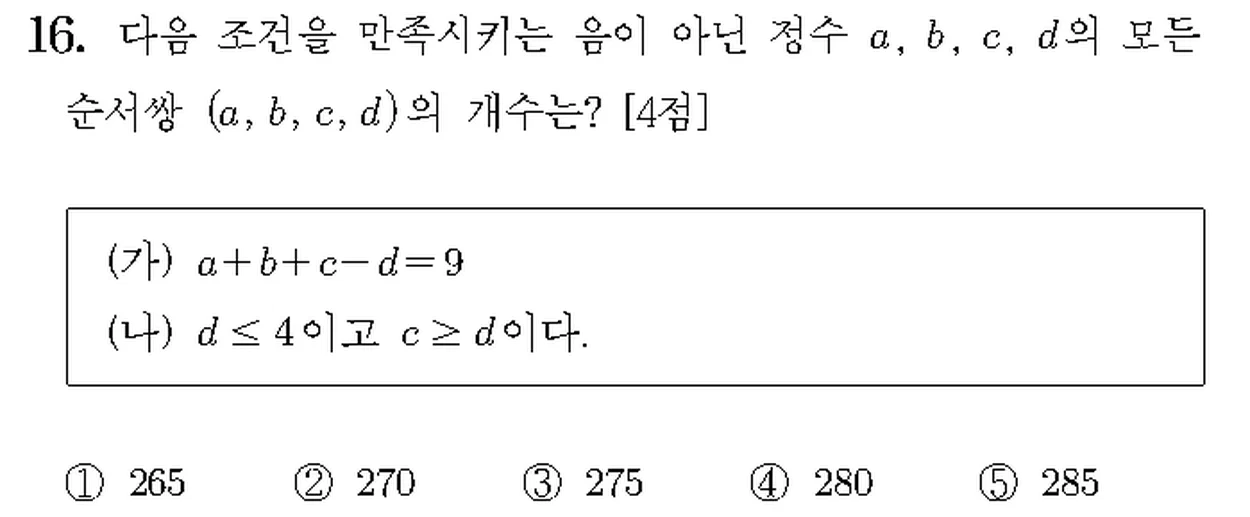 16. 다음 조건을 만족시키는 음이 아닌 정수 a, b, c, d의 모든
순서쌍 (a, b, c, d)의 개수는? [4점]
(가) a+b+c-d=9
(나) d ≤ 4이고 c ≥ d이다.
① 265 ② 270 ③ 275 ④ 280 ⑤ 285